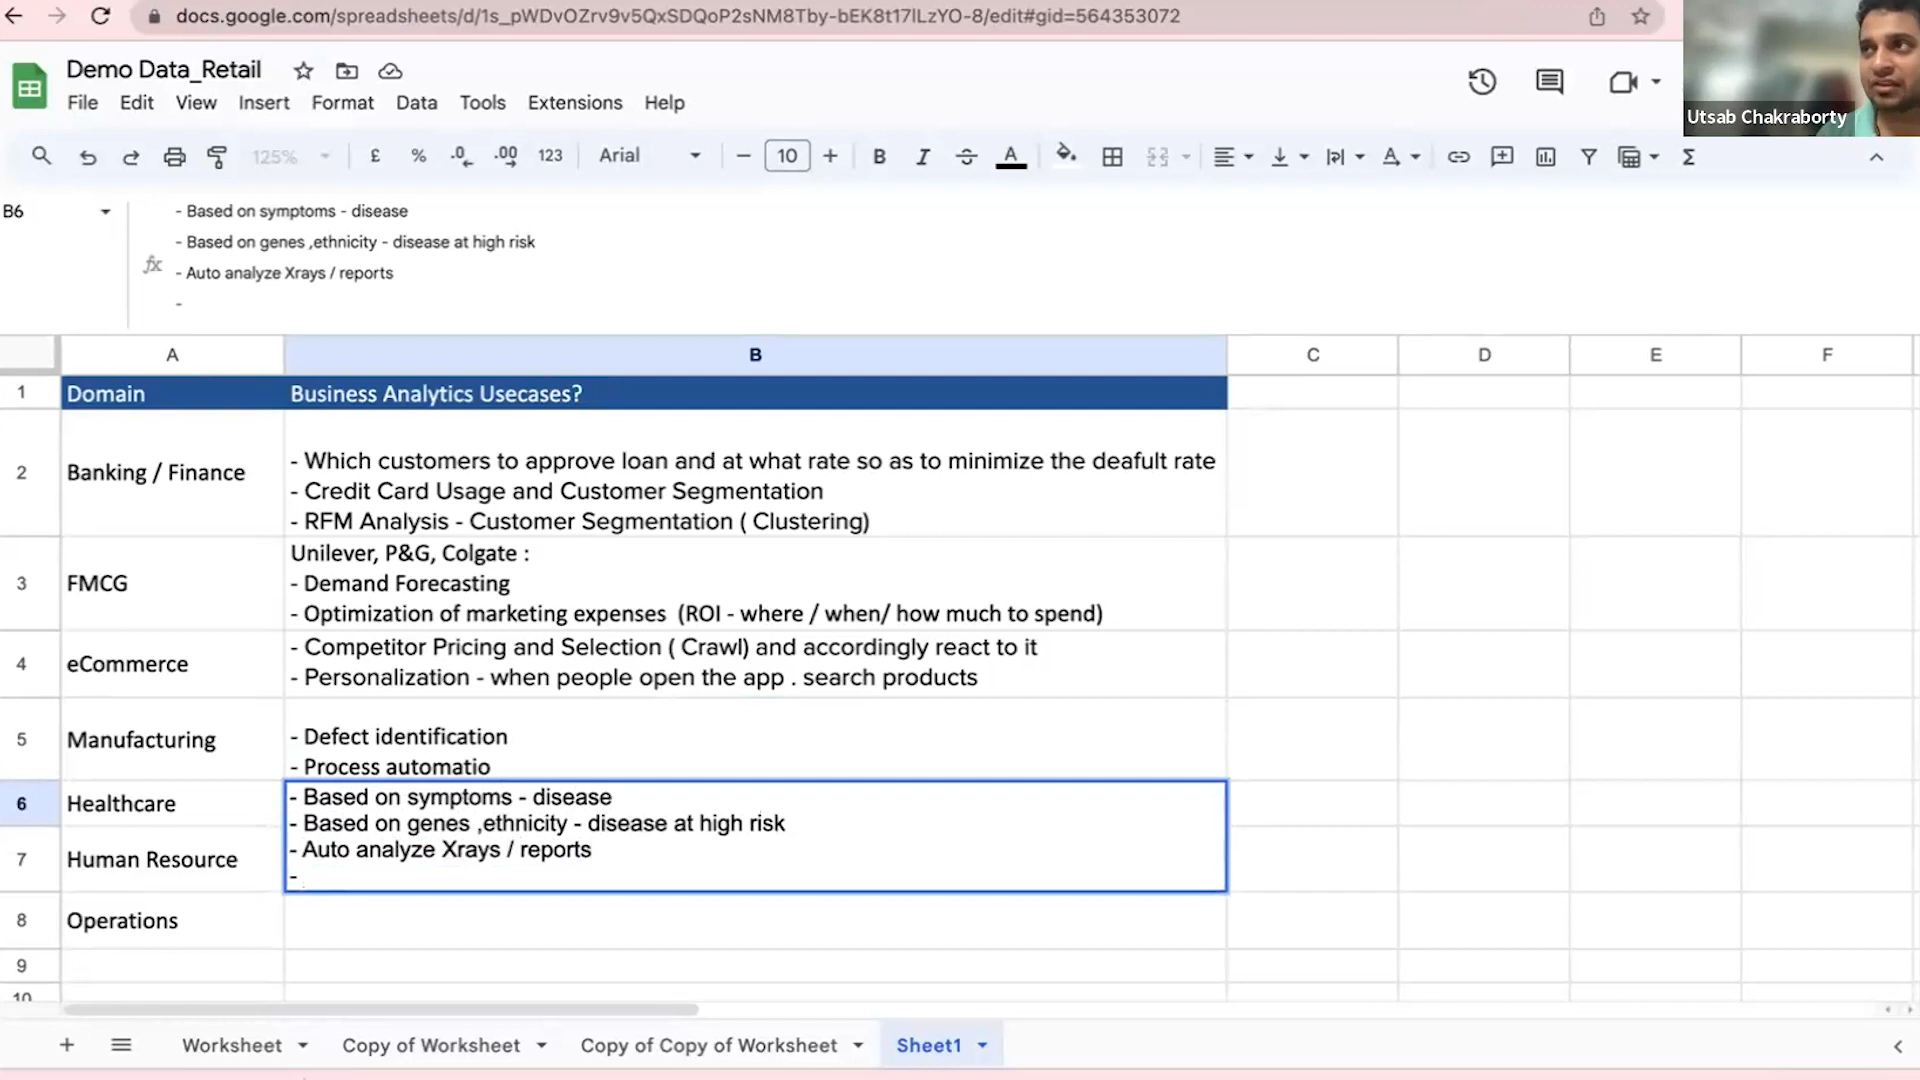 docs.google.com/spreadsheets/d/1s_pWDvOZrv9v5QxSDQoP2sNM8Tby-bEK8t17lLzYO-8/edit#gid=564353072
Demo Data_Retail
File Edit View Insert Format Data Tools Extensions Help
Utsab Chakraborty
125% £ % .0 .00 123 Arial 10 B I A Σ
B6
- Based on symptoms - disease
- Based on genes ,ethnicity - disease at high risk
fx
- Auto analyze Xrays / reports
-
A B C D E F
1 Domain Business Analytics Usecases?
2 Banking / Finance
- Which customers to approve loan and at what rate so as to minimize the deafult rate
- Credit Card Usage and Customer Segmentation
- RFM Analysis - Customer Segmentation ( Clustering)
3 FMCG
Unilever, P&G, Colgate :
- Demand Forecasting
- Optimization of marketing expenses (ROI - where / when/ how much to spend)
4 eCommerce
- Competitor Pricing and Selection ( Crawl) and accordingly react to it
- Personalization - when people open the app . search products
5 Manufacturing
- Defect identification
- Process automatio
6 Healthcare
- Based on symptoms - disease
- Based on genes ,ethnicity - disease at high risk
- Auto analyze Xrays / reports
-
7 Human Resource
8 Operations
9
10
+ Worksheet Copy of Worksheet Copy of Copy of Worksheet Sheet1